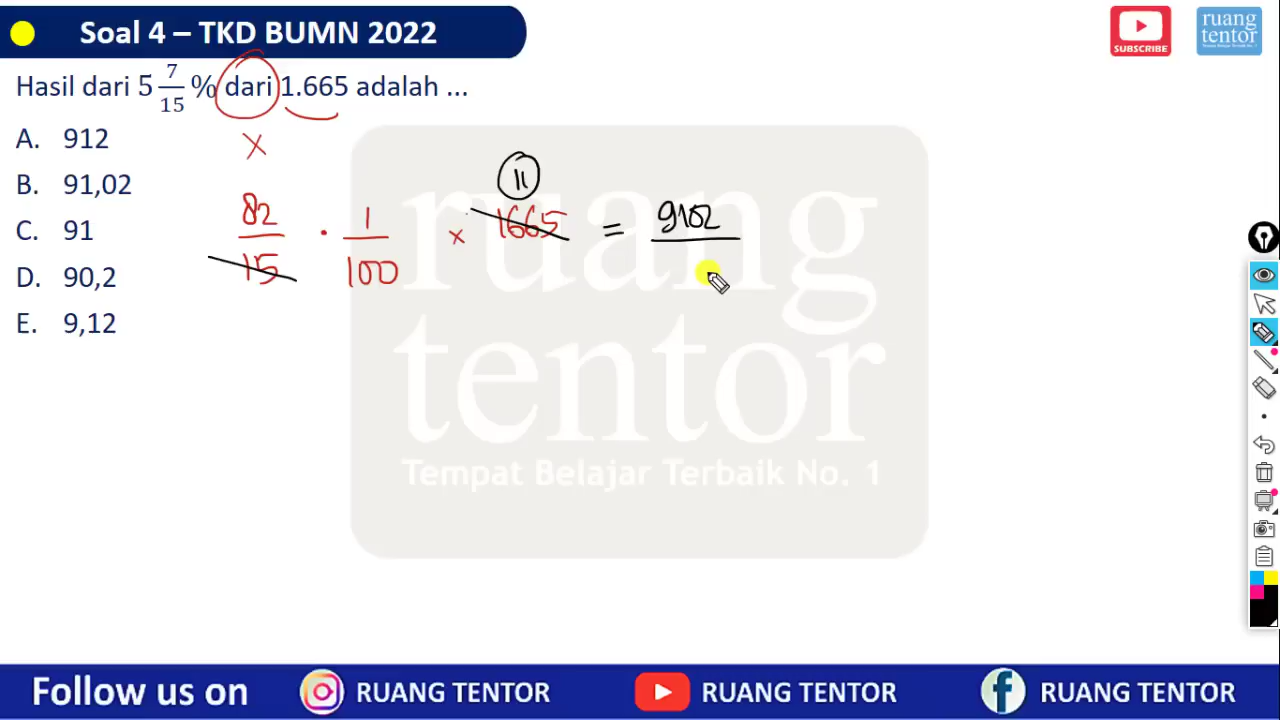 Soal 4 – TKD BUMN 2022
SUBSCRIBE
ruang
tentor
Hasil dari 5 7/15 % dari 1.665 adalah ...
A. 912
B. 91,02
C. 91
D. 90,2
E. 9,12
x
11
82/15 · 1/100 x 1665 = 9102
ruang
tentor
Tempat Belajar Terbaik No. 1
Follow us on RUANG TENTOR RUANG TENTOR RUANG TENTOR